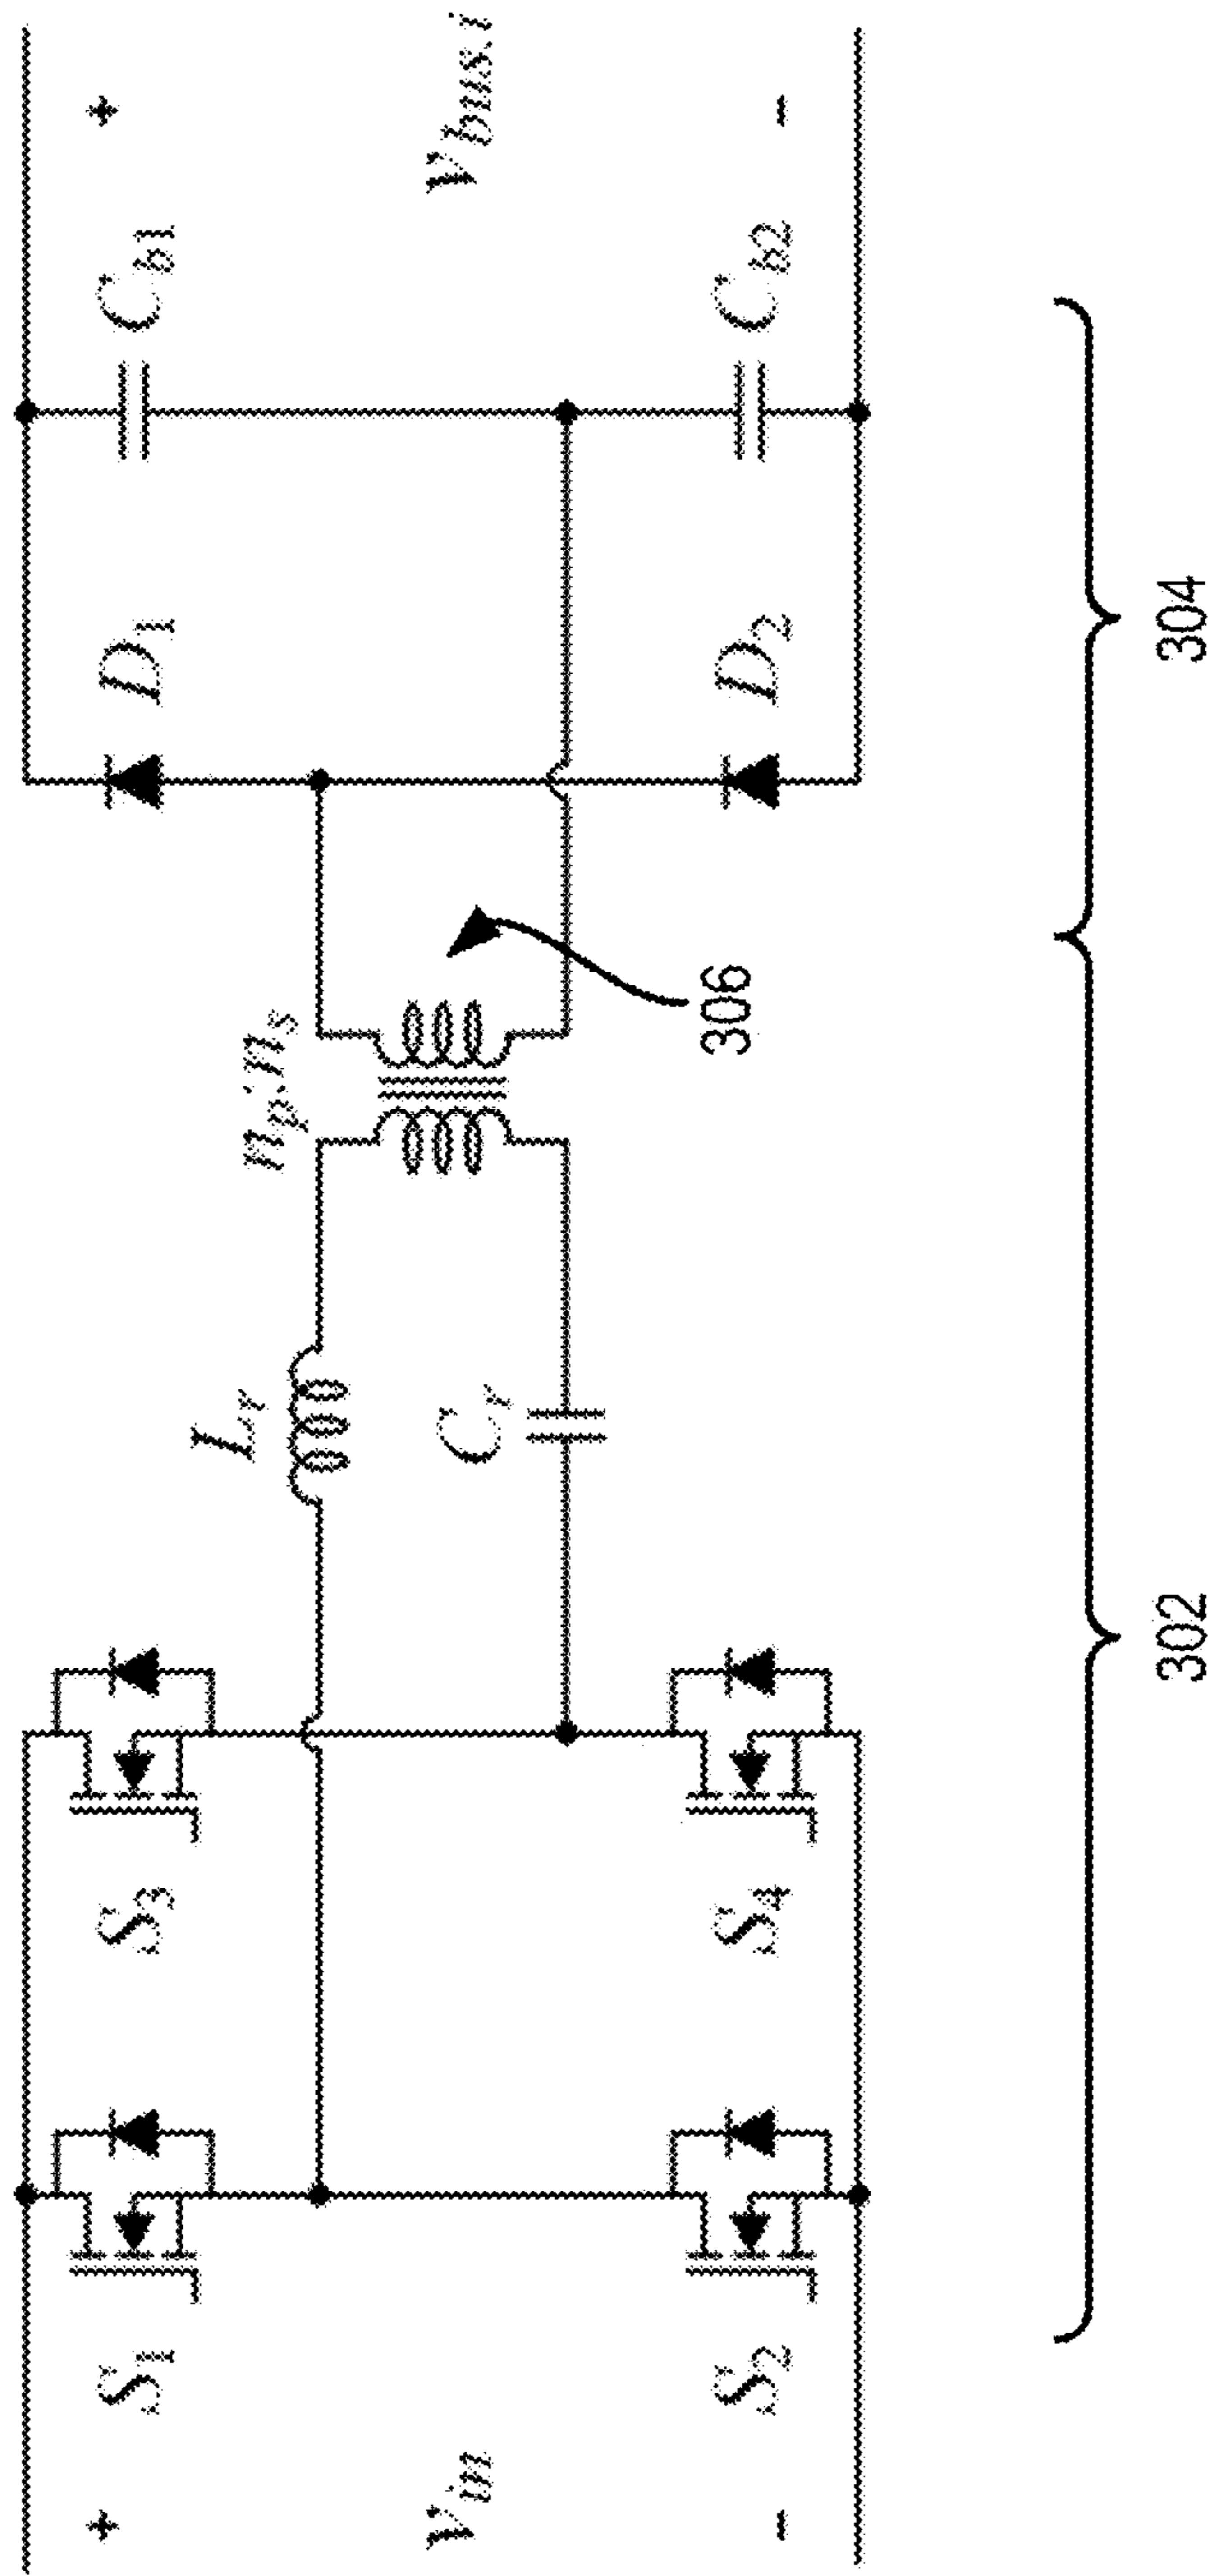 +
v_in
-
S_1
S_2
S_3
S_4
L_r
C_r
n_p:n_s
306
D_1
D_2
C_b1
C_b2
+
v_bus.i
-
302
304